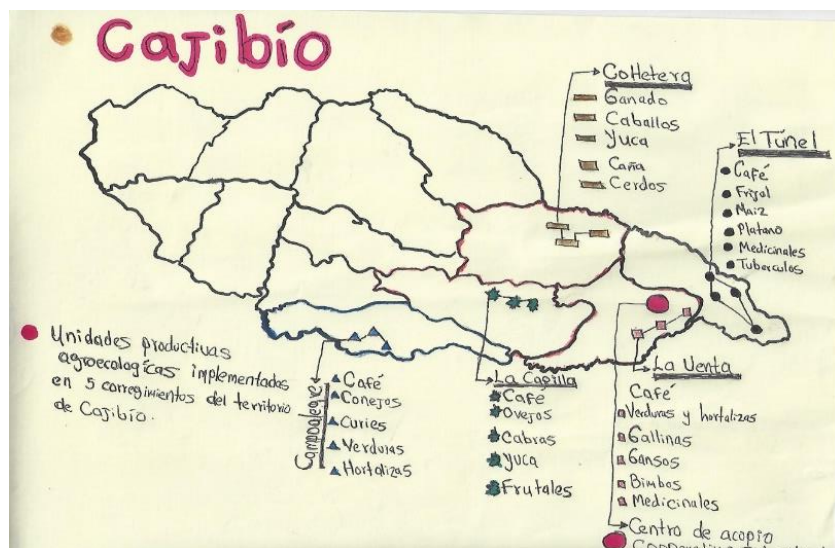 Cajibío
Cohetera
Ganado
Caballos
Yuca
Caña
Cerdos
El Túnel
Café
Frijol
Maiz
Platano
Medicinales
Tuberculos
Unidades productivas
agroecologicas implementadas
en 5 corregimientos del territorio
de Cajibío.
Campoalegre
Café
Conejos
Curies
Verduras
Hortalizas
La Capilla
Café
Ovejos
Cabras
Yuca
Frutales
La Venta
Café
Verduras y hortalizas
Gallinas
Gansos
Bimbos
Medicinales
Centro de acopio